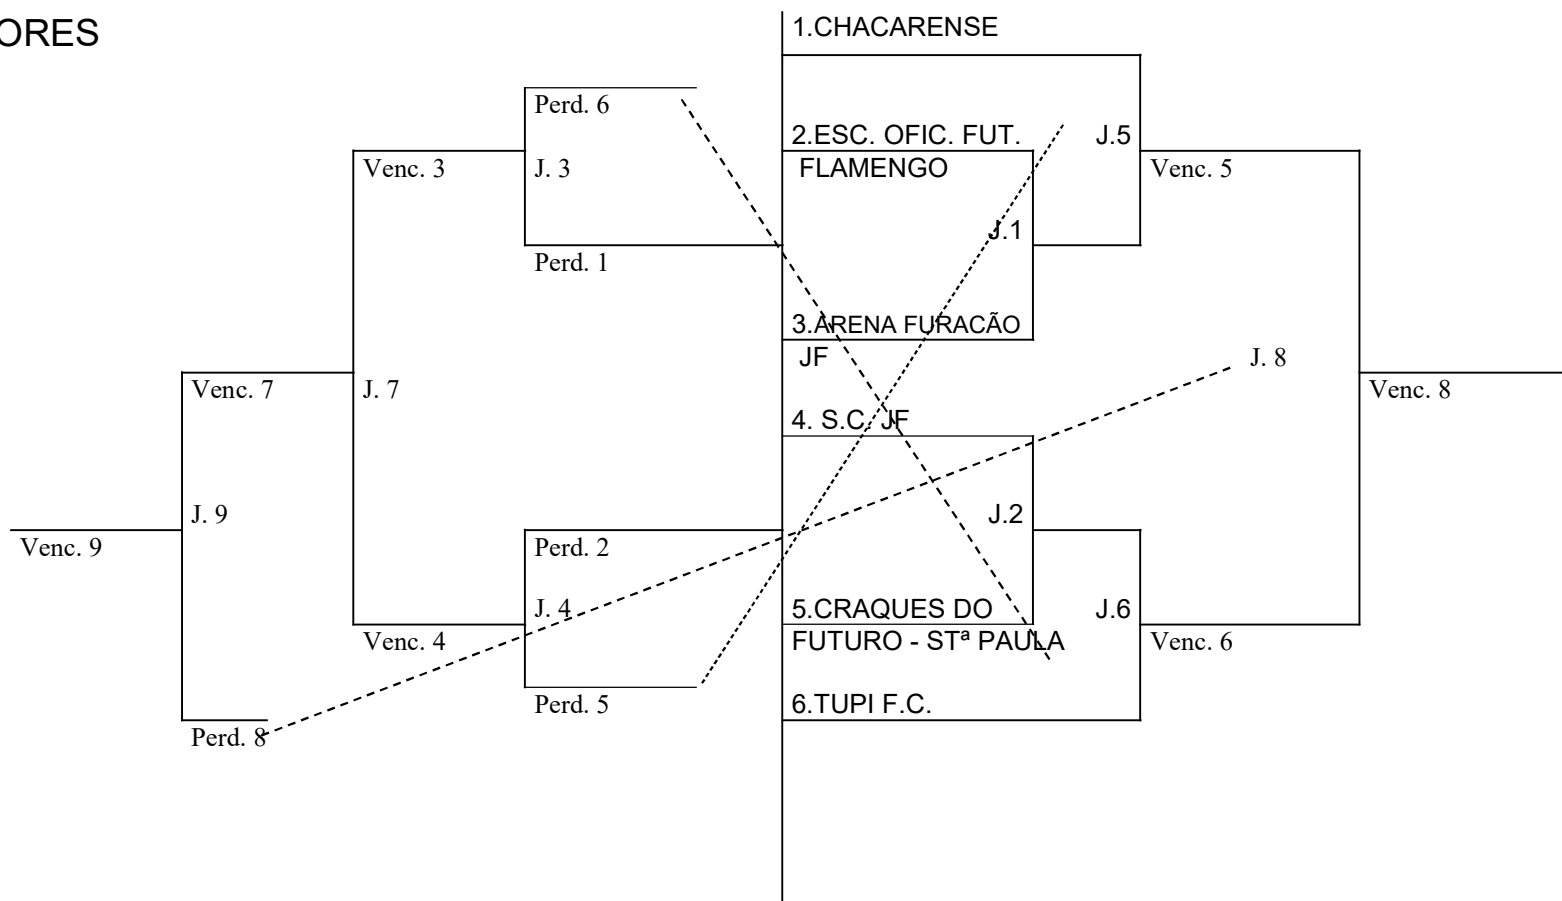 ORES
1.CHACARENSE
Perd. 6
2.ESC. OFIC. FUT.
FLAMENGO
J.5
Venc. 3
J. 3
Venc. 5
J.1
Perd. 1
3.ARENA FURACÃO
JF
J. 8
Venc. 7
J. 7
Venc. 8
4. S.C. JF
J. 9
J.2
Venc. 9
Perd. 2
J. 4
5.CRAQUES DO
FUTURO - STª PAULA
J.6
Venc. 4
Venc. 6
Perd. 5
6.TUPI F.C.
Perd. 8